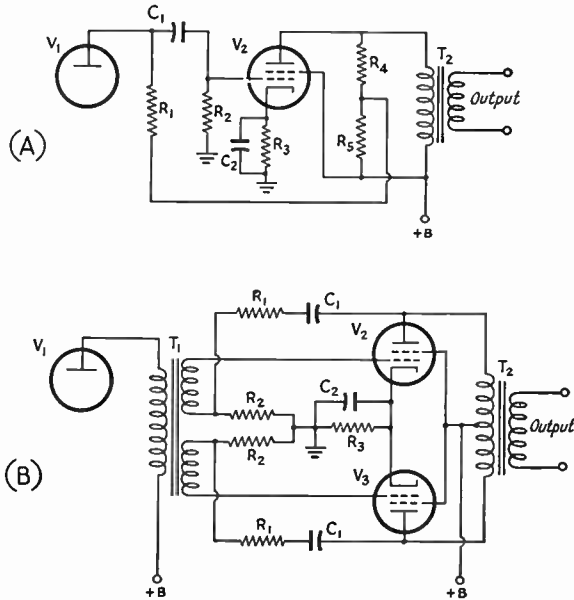 C₁
V₁
V₂
R₄
T₂
R₁
R₂
Output
(A)
C₂
R₃
R₅
+B
R₁
C₁
V₂
V₁
T₁
T₂
C₂
R₂
R₃
Output
R₂
(B)
V₃
R₁
C₁
+B
+B